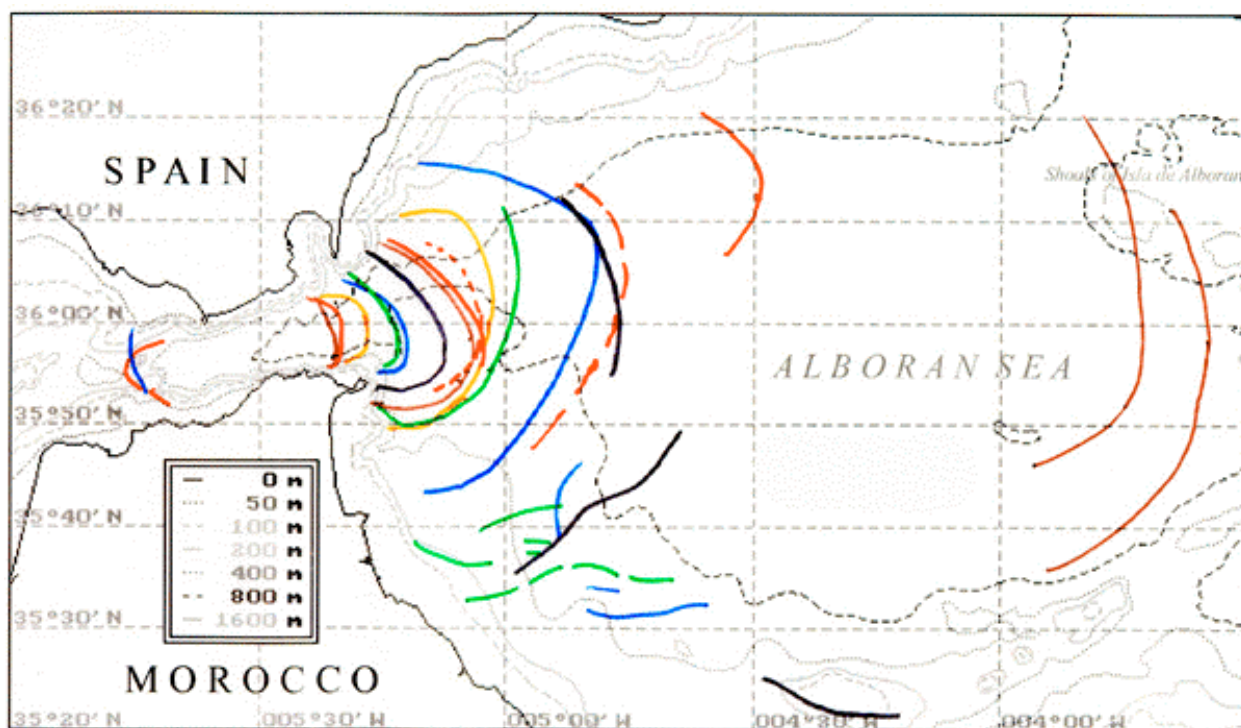 36°20' N
SPAIN
Shoals of Isla de Alboran
36°10' N
36°00' N
ALBORAN SEA
35°50' N
0 m
50 m
100 m
200 m
400 m
800 m
1600 m
35°40' N
35°30' N
MOROCCO
35°20' N
005°30' W
005°00' W
004°30' W
004°00' W